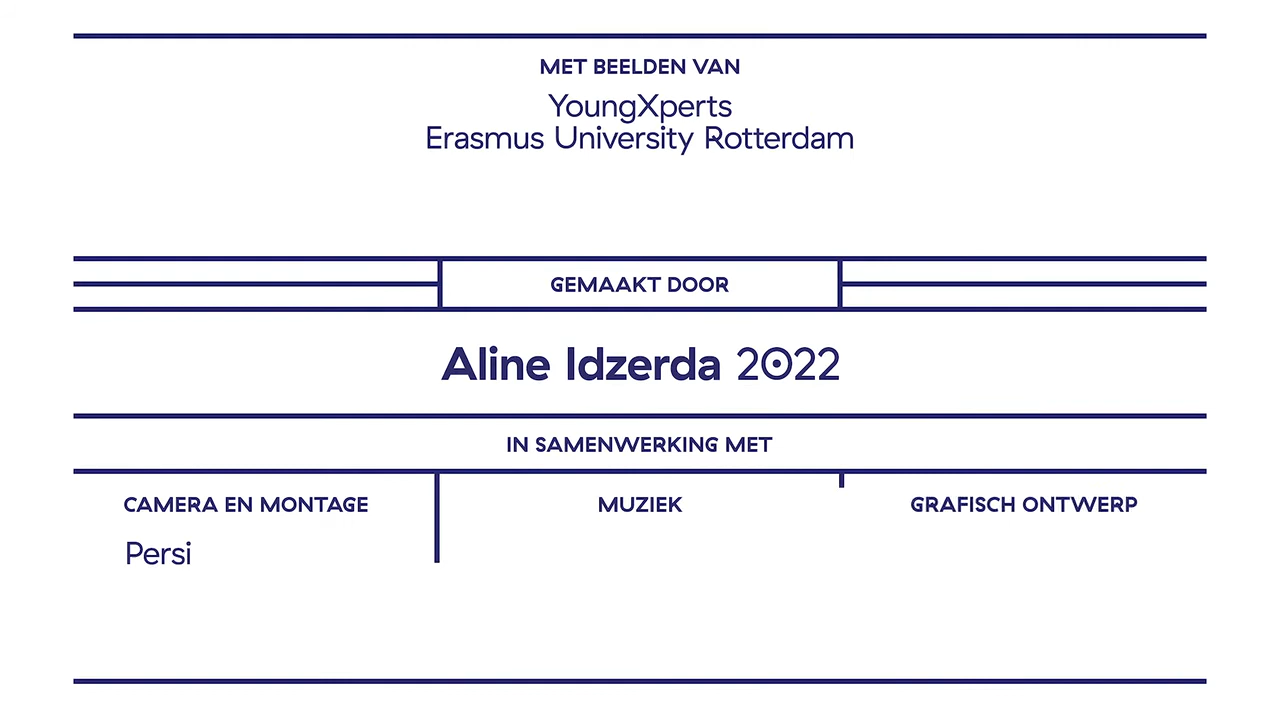 MET BEELDEN VAN
YoungXperts
Erasmus University Rotterdam
GEMAAKT DOOR
Aline Idzerda 2022
IN SAMENWERKING MET
CAMERA EN MONTAGE
Persi
MUZIEK
GRAFISCH ONTWERP